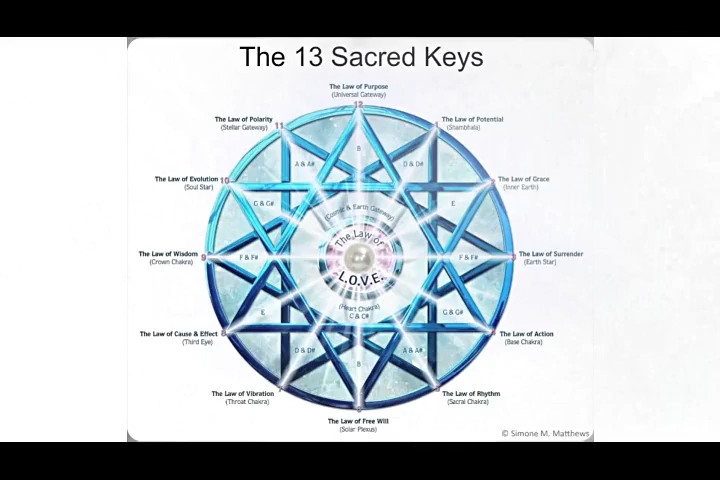 The 13 Sacred Keys
The Law of Purpose
(Universal Gateway)
12
The Law of Polarity
(Stellar Gateway)
11
The Law of Potential
(Shambhala)
B
A & A#
D & D#
The Law of Evolution
(Soul Star)
10
The Law of Grace
(Inner Earth)
G & G#
E
(Cosmic & Earth Gateway)
The Law of
L.O.V.E.
(Heart Chakra)
C & C#
The Law of Wisdom
(Crown Chakra)
9
F & F#
F & F#
The Law of Surrender
(Earth Star)
E
G & G#
The Law of Cause & Effect
(Third Eye)
The Law of Action
(Base Chakra)
D & D#
B
A & A#
The Law of Vibration
(Throat Chakra)
The Law of Rhythm
(Sacral Chakra)
The Law of Free Will
(Solar Plexus)
© Simone M. Matthews